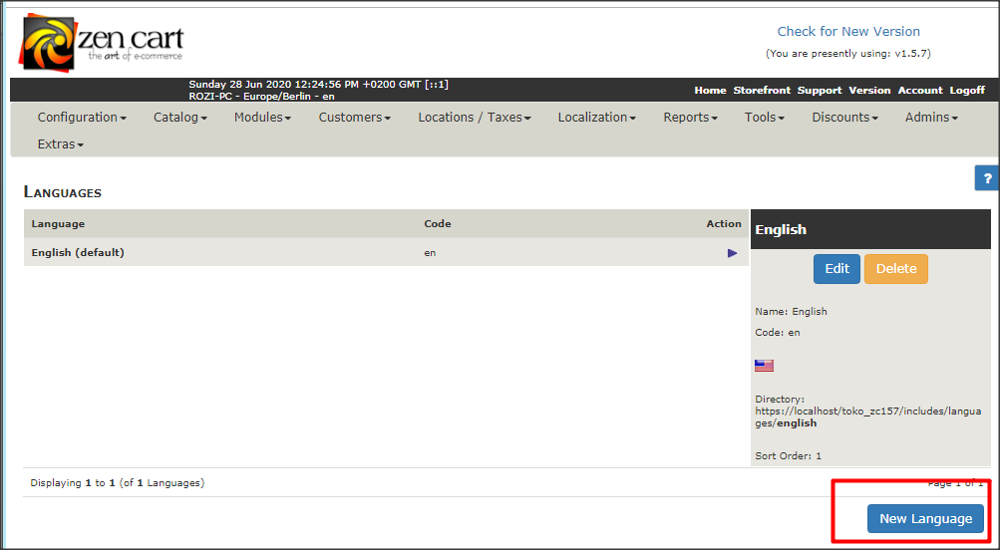 zen cart
the art of e-commerce
Check for New Version
(You are presently using: v1.5.7)
Sunday 28 Jun 2020 12:24:56 PM +0200 GMT [::1]
ROZI-PC - Europe/Berlin - en
Home Storefront Support Version Account Logoff
Configuration Catalog Modules Customers Locations / Taxes Localization Reports Tools Discounts Admins
Extras
?
Languages
Language Code Action
English (default) en
English
Edit Delete
Name: English
Code: en
Directory:
https://localhost/toko_zc157/includes/langua
ges/english
Sort Order: 1
Displaying 1 to 1 (of 1 Languages)
Page 1 of 1
New Language